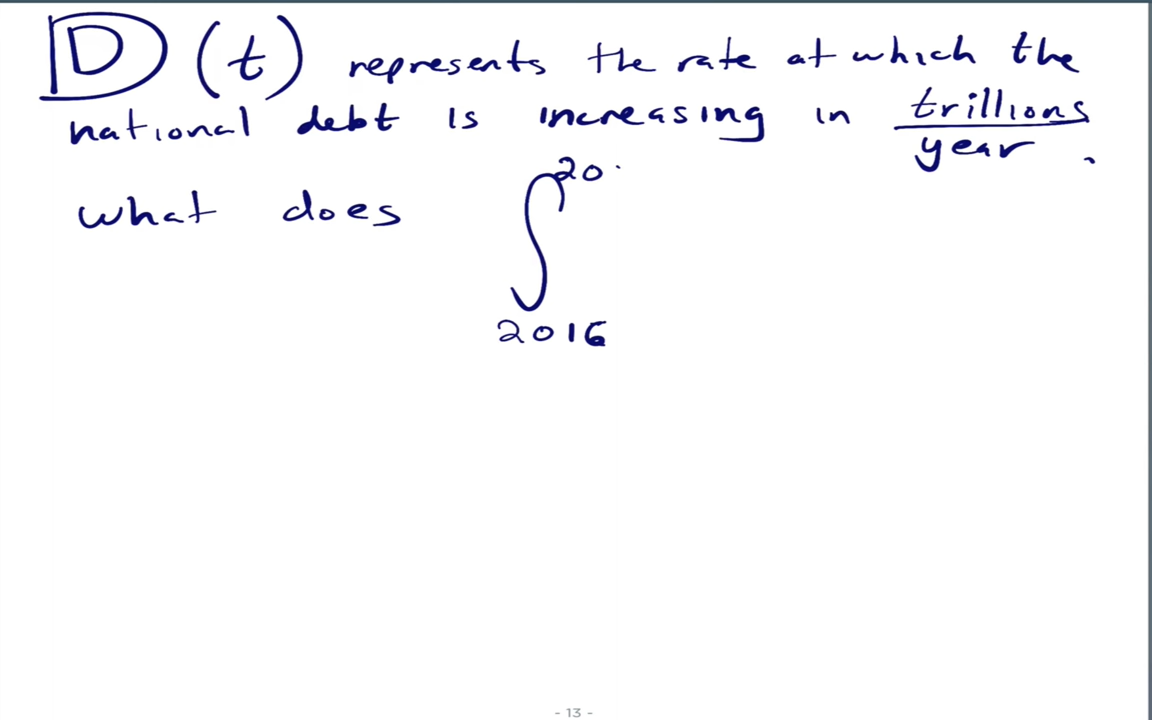 D (t) represents the rate at which the
national debt is increasing in trillions/year.
what does ∫ 2016 20
- 13 -